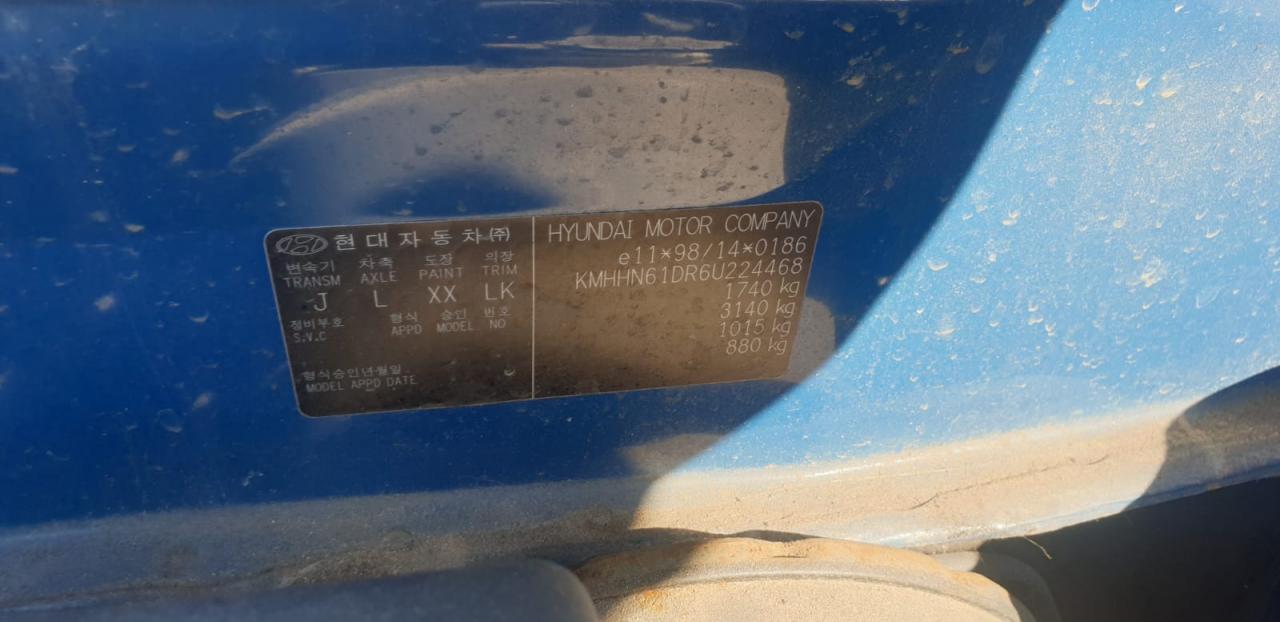 현대자동차(주)
변속기 차축 도장 의장
TRANSM AXLE PAINT TRIM
J L XX LK
정비부호 형식 승인 번호
S.V.C APPD MODEL NO
형식승인년월일
MODEL APPD DATE
HYUNDAI MOTOR COMPANY
e11*98/14*0186
KMHHN61DR6U224468
1740 kg
3140 kg
1015 kg
880 kg